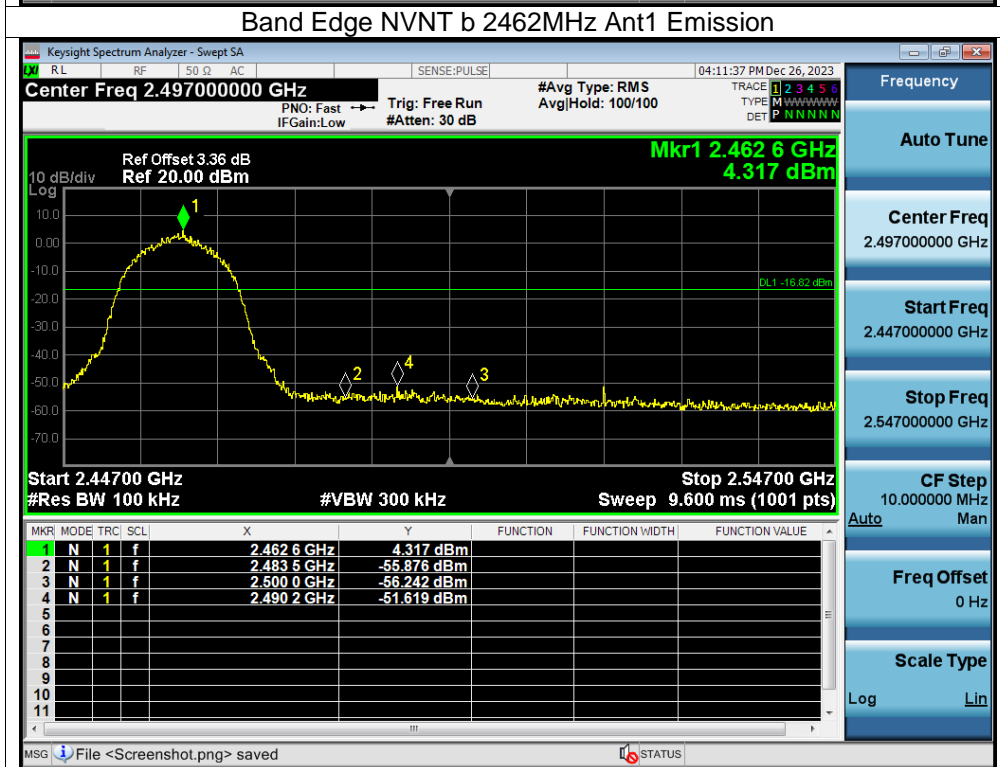 Band Edge NVNT b 2462MHz Ant1 Emission
Keysight Spectrum Analyzer - Swept SA
LXI RL RF 50 Ω AC SENSE:PULSE 04:11:37 PM Dec 26, 2023
Center Freq 2.497000000 GHz #Avg Type: RMS TRACE 1 2 3 4 5 6
PNO: Fast Trig: Free Run Avg|Hold: 100/100 TYPE M WWWWW
IFGain:Low #Atten: 30 dB DET P N N N N N
Mkr1 2.462 6 GHz
4.317 dBm
Ref Offset 3.36 dB
10 dB/div Ref 20.00 dBm
Log
10.0
0.00
-10.0
-20.0
-30.0
-40.0
-50.0
-60.0
-70.0
1
DL1 -16.82 dBm
2
4
3
Start 2.44700 GHz Stop 2.54700 GHz
#Res BW 100 kHz #VBW 300 kHz Sweep 9.600 ms (1001 pts)
MKR MODE TRC SCL X Y FUNCTION FUNCTION WIDTH FUNCTION VALUE
1 N 1 f 2.462 6 GHz 4.317 dBm
2 N 1 f 2.483 5 GHz -55.876 dBm
3 N 1 f 2.500 0 GHz -56.242 dBm
4 N 1 f 2.490 2 GHz -51.619 dBm
5
6
7
8
9
10
11
MSG File <Screenshot.png> saved STATUS
Frequency
Auto Tune
Center Freq
2.497000000 GHz
Start Freq
2.447000000 GHz
Stop Freq
2.547000000 GHz
CF Step
10.000000 MHz
Auto Man
Freq Offset
0 Hz
Scale Type
Log Lin